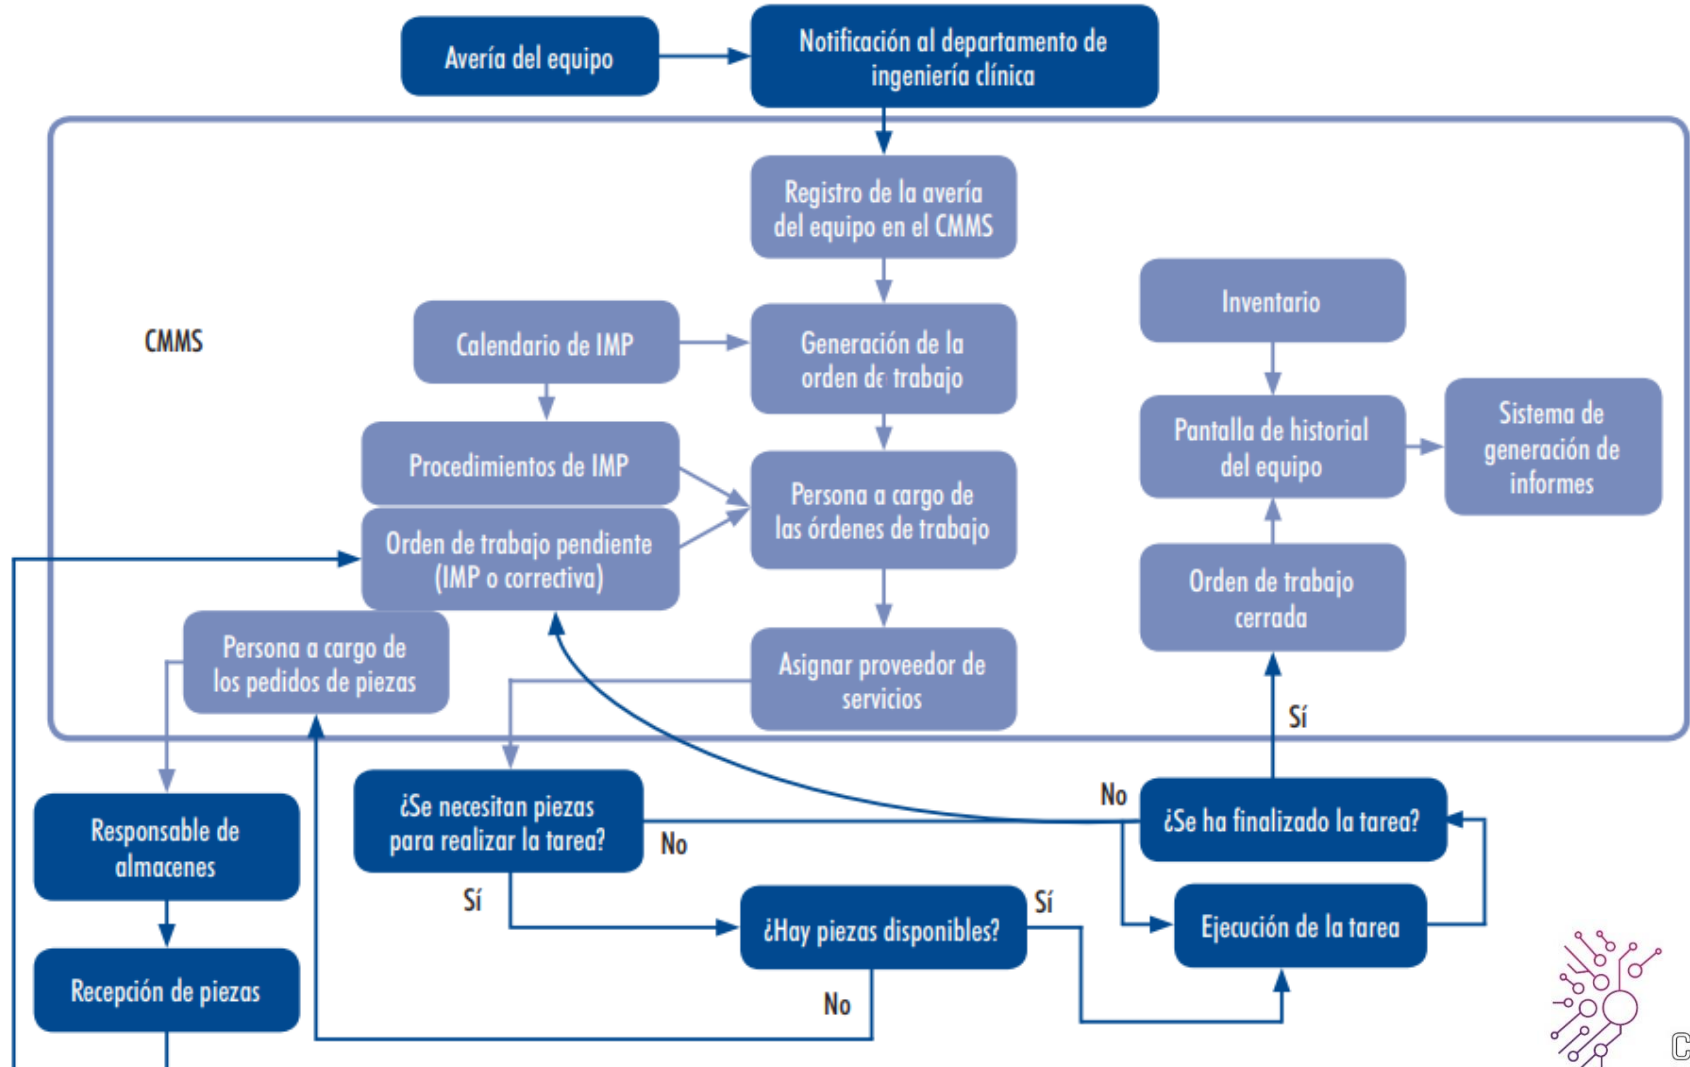 Avería del equipo
Notificación al departamento de
ingeniería clínica
Registro de la avería
del equipo en el CMMS
CMMS
Calendario de IMP
Generación de la
orden de trabajo
Inventario
Procedimientos de IMP
Persona a cargo de
las órdenes de trabajo
Pantalla de historial
del equipo
Sistema de
generación de
informes
Orden de trabajo pendiente
(IMP o correctiva)
Orden de trabajo
cerrada
Persona a cargo de
los pedidos de piezas
Asignar proveedor de
servicios
Sí
Responsable de
almacenes
¿Se necesitan piezas
para realizar la tarea?
No
No
¿Se ha finalizado la tarea?
Sí
¿Hay piezas disponibles?
Sí
Ejecución de la tarea
Recepción de piezas
No
C